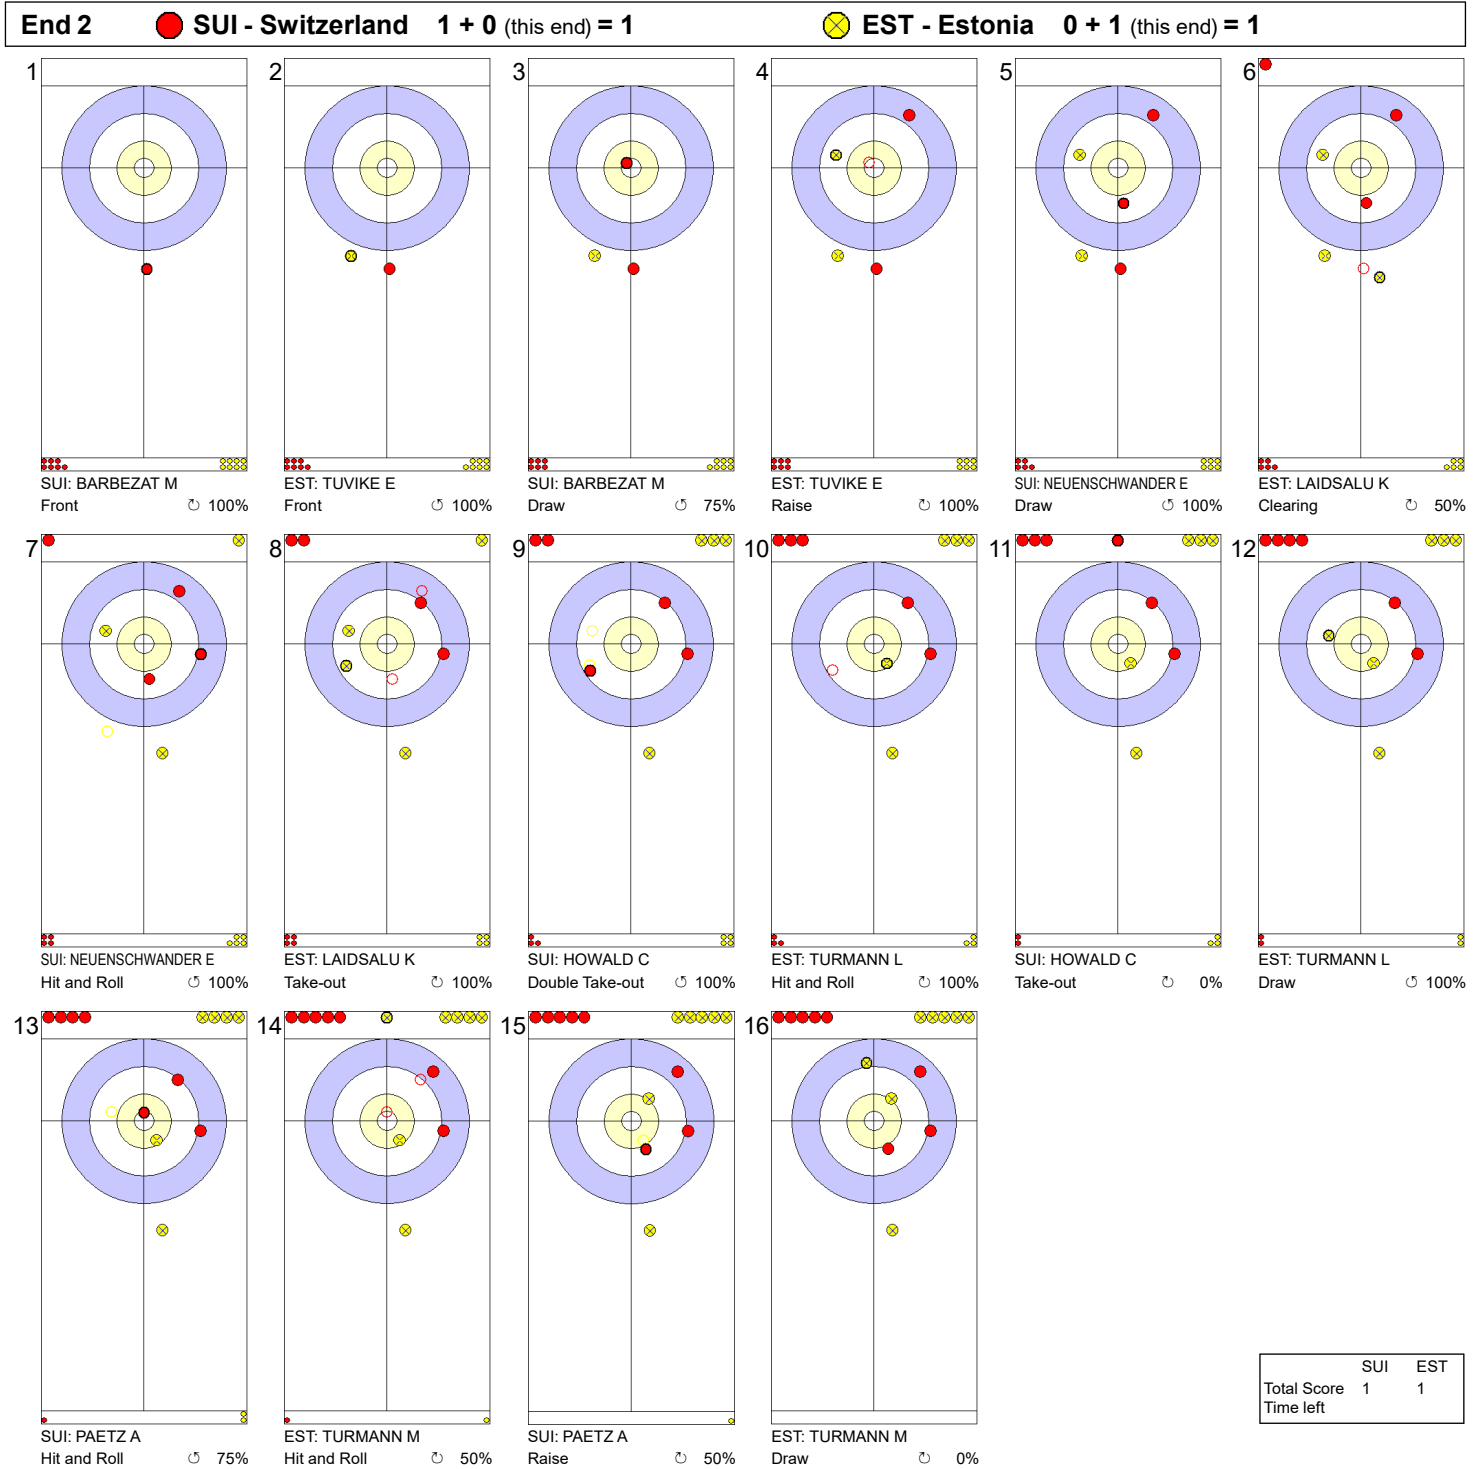 End 2 SUI - Switzerland 1 + 0 (this end) = 1 EST - Estonia 0 + 1 (this end) = 1
1 2 3 4 5 6
SUI: BARBEZAT M EST: TUVIKE E SUI: BARBEZAT M EST: TUVIKE E SUI: NEUENSCHWANDER E EST: LAIDSALU K
Front ↻ 100% Front ↻ 100% Draw ↺ 75% Raise ↻ 100% Draw ↺ 100% Clearing ↻ 50%
7 8 9 10 11 12
SUI: NEUENSCHWANDER E EST: LAIDSALU K SUI: HOWALD C EST: TURMANN L SUI: HOWALD C EST: TURMANN L
Hit and Roll ↺ 100% Take-out ↻ 100% Double Take-out ↺ 100% Hit and Roll ↻ 100% Take-out ↻ 0% Draw ↻ 100%
13 14 15 16
SUI: PAETZ A EST: TURMANN M SUI: PAETZ A EST: TURMANN M
Hit and Roll ↺ 75% Hit and Roll ↻ 50% Raise ↺ 50% Draw ↻ 0%
SUI EST
Total Score 1 1
Time left